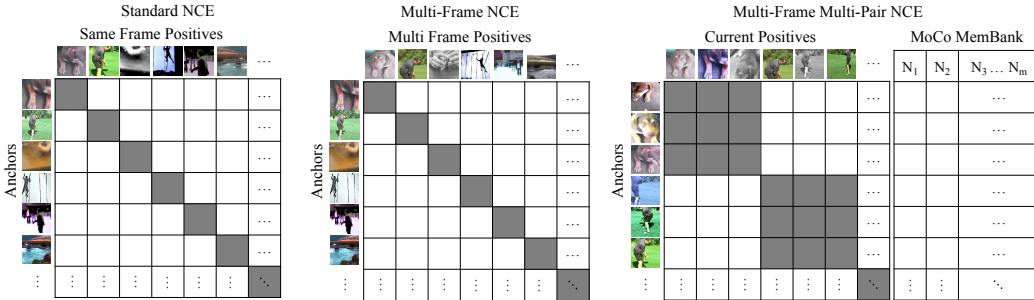 Standard NCE
Same Frame Positives
...
Anchors
...
...
...
...
...
...
Multi-Frame NCE
Multi Frame Positives
...
Anchors
...
...
...
...
...
...
Multi-Frame Multi-Pair NCE
Current Positives
MoCo MemBank
...
N1 N2 N3 ... Nm
Anchors
... ...
... ...
... ...
... ...
... ...
... ...